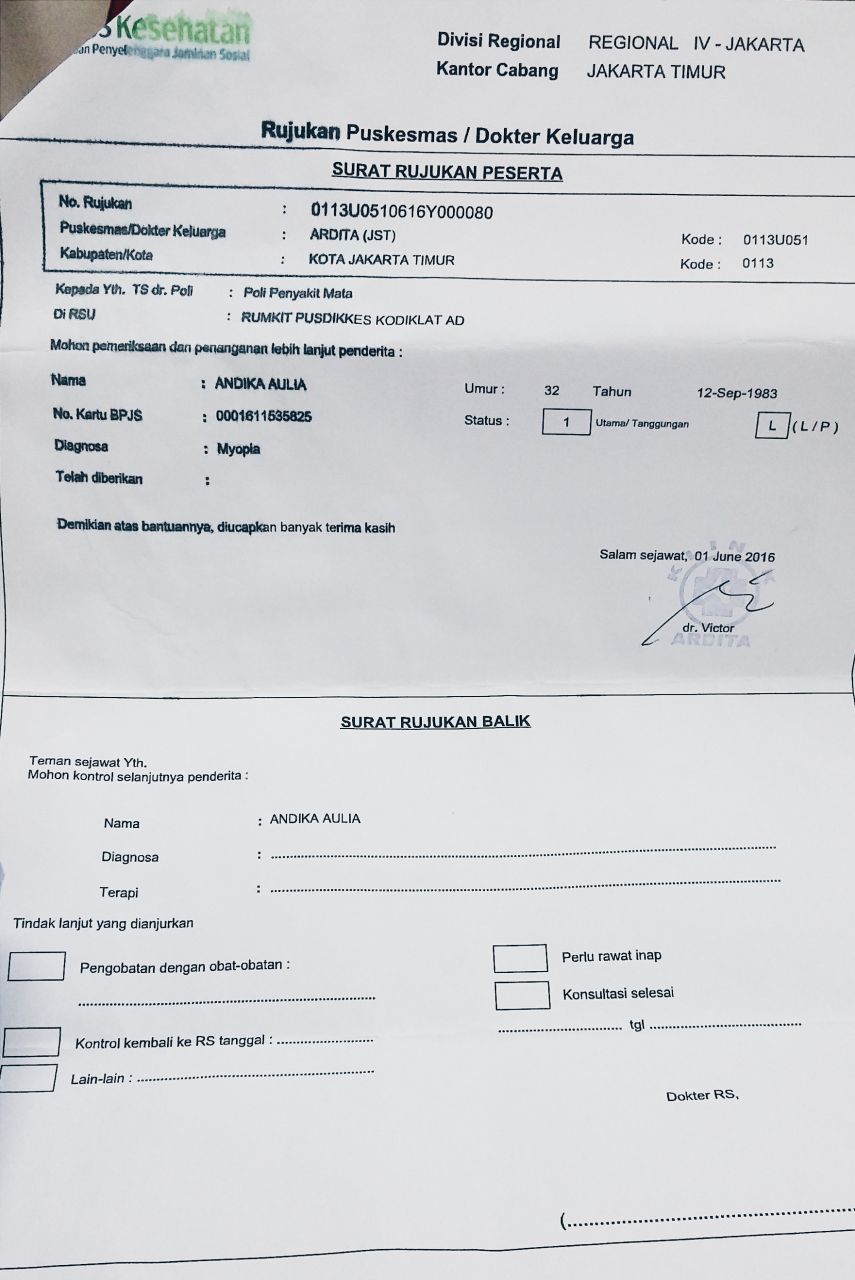 Kesehatan
an Penyelenggara Jaminan Sosial
Divisi Regional REGIONAL IV - JAKARTA
Kantor Cabang JAKARTA TIMUR
Rujukan Puskesmas / Dokter Keluarga
SURAT RUJUKAN PESERTA
No. Rujukan : 0113U0510616Y000080
Puskesmas/Dokter Keluarga : ARDITA (JST) Kode : 0113U051
Kabupaten/Kota : KOTA JAKARTA TIMUR Kode : 0113
Kepada Yth. TS dr. Poli : Poli Penyakit Mata
Di RSU : RUMKIT PUSDIKKES KODIKLAT AD
Mohon pemeriksaan dan penanganan lebih lanjut penderita :
Nama : ANDIKA AULIA Umur : 32 Tahun 12-Sep-1983
No. Kartu BPJS : 0001611535825 Status : 1 Utama/ Tanggungan L ( L / P )
Diagnosa : Myopia
Telah diberikan :
Demikian atas bantuannya, diucapkan banyak terima kasih
Salam sejawat, 01 June 2016
KLINIK
dr. Victor
ARDITA
SURAT RUJUKAN BALIK
Teman sejawat Yth.
Mohon kontrol selanjutnya penderita :
Nama : ANDIKA AULIA
Diagnosa : ........................................
Terapi : ........................................
Tindak lanjut yang dianjurkan
Pengobatan dengan obat-obatan : Perlu rawat inap
........................................ Konsultasi selesai
Kontrol kembali ke RS tanggal : .................... .................... tgl ....................
Lain-lain : ........................................
Dokter RS,
(........................................